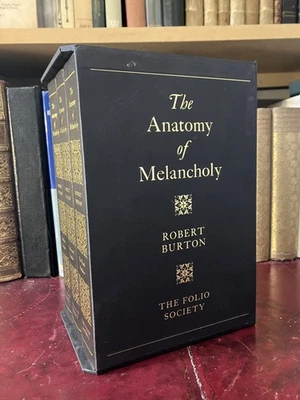 The
Anatomy
of
Melancholy
ROBERT
BURTON
THE FOLIO
SOCIETY